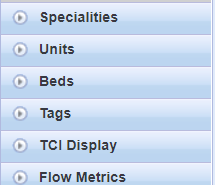 Specialities
Units
Beds
Tags
TCI Display
Flow Metrics